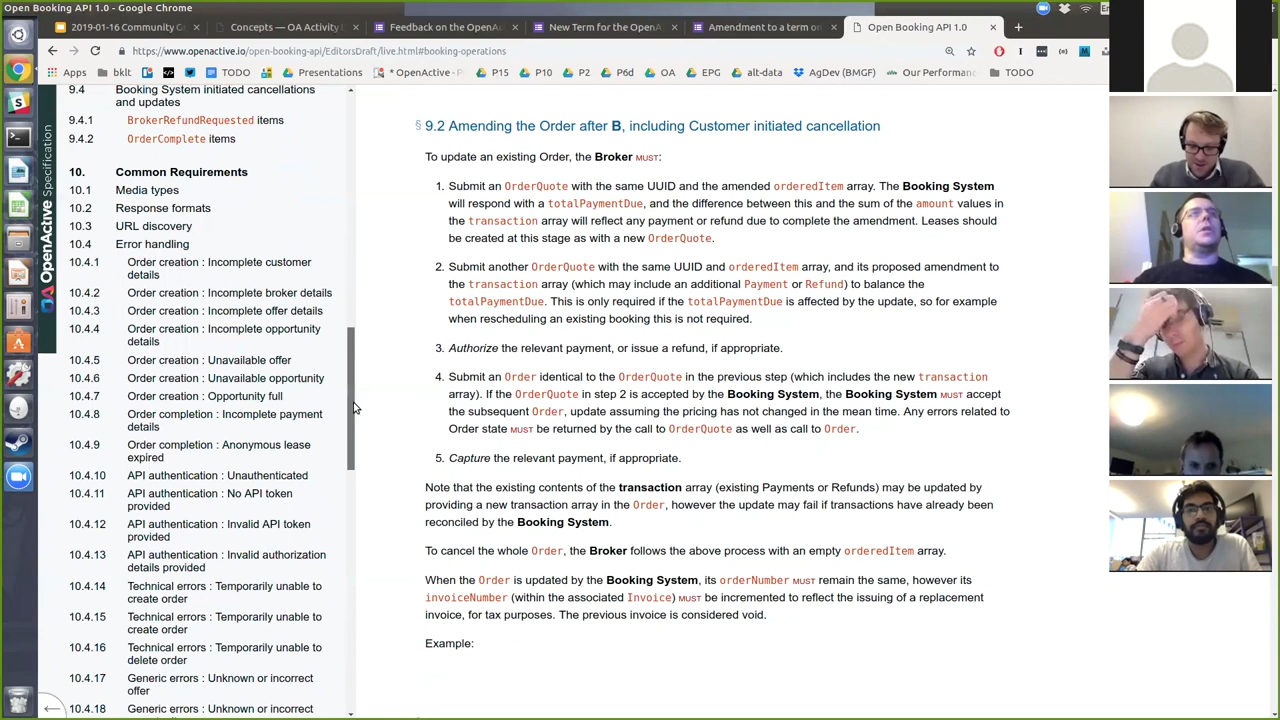 Open Booking API 1.0 - Google Chrome
2019-01-16 Community G
Concepts — OA Activity
Feedback on the OpenAct
New Term for the OpenA
Amendment to a term on
Open Booking API 1.0
https://www.openactive.io/open-booking-api/EditorsDraft/live.html#booking-operations
Apps
bklt
TODO
Presentations
* OpenActive - P
P15
P10
P2
P6d
OA
EPG
alt-data
AgDev (BMGF)
Our Performanc
TODO
OpenActive Specification
9.4 Booking System initiated cancellations
and updates
9.4.1 BrokerRefundRequested items
9.4.2 OrderComplete items
10. Common Requirements
10.1 Media types
10.2 Response formats
10.3 URL discovery
10.4 Error handling
10.4.1 Order creation : Incomplete customer
details
10.4.2 Order creation : Incomplete broker details
10.4.3 Order creation : Incomplete offer details
10.4.4 Order creation : Incomplete opportunity
details
10.4.5 Order creation : Unavailable offer
10.4.6 Order creation : Unavailable opportunity
10.4.7 Order creation : Opportunity full
10.4.8 Order completion : Incomplete payment
details
10.4.9 Order completion : Anonymous lease
expired
10.4.10 API authentication : Unauthenticated
10.4.11 API authentication : No API token
provided
10.4.12 API authentication : Invalid API token
provided
10.4.13 API authentication : Invalid authorization
details provided
10.4.14 Technical errors : Temporarily unable to
create order
10.4.15 Technical errors : Temporarily unable to
create order
10.4.16 Technical errors : Temporarily unable to
delete order
10.4.17 Generic errors : Unknown or incorrect
offer
10.4.18 Generic errors : Unknown or incorrect
§ 9.2 Amending the Order after B, including Customer initiated cancellation
To update an existing Order, the Broker MUST:
1. Submit an OrderQuote with the same UUID and the amended orderedItem array. The Booking System
will respond with a totalPaymentDue, and the difference between this and the sum of the amount values in
the transaction array will reflect any payment or refund due to complete the amendment. Leases should
be created at this stage as with a new OrderQuote.
2. Submit another OrderQuote with the same UUID and orderedItem array, and its proposed amendment to
the transaction array (which may include an additional Payment or Refund) to balance the
totalPaymentDue. This is only required if the totalPaymentDue is affected by the update, so for example
when rescheduling an existing booking this is not required.
3. Authorize the relevant payment, or issue a refund, if appropriate.
4. Submit an Order identical to the OrderQuote in the previous step (which includes the new transaction
array). If the OrderQuote in step 2 is accepted by the Booking System, the Booking System MUST accept
the subsequent Order, update assuming the pricing has not changed in the mean time. Any errors related to
Order state MUST be returned by the call to OrderQuote as well as call to Order.
5. Capture the relevant payment, if appropriate.
Note that the existing contents of the transaction array (existing Payments or Refunds) may be updated by
providing a new transaction array in the Order, however the update may fail if transactions have already been
reconciled by the Booking System.
To cancel the whole Order, the Broker follows the above process with an empty orderedItem array.
When the Order is updated by the Booking System, its orderNumber MUST remain the same, however its
invoiceNumber (within the associated Invoice) MUST be incremented to reflect the issuing of a replacement
invoice, for tax purposes. The previous invoice is considered void.
Example: